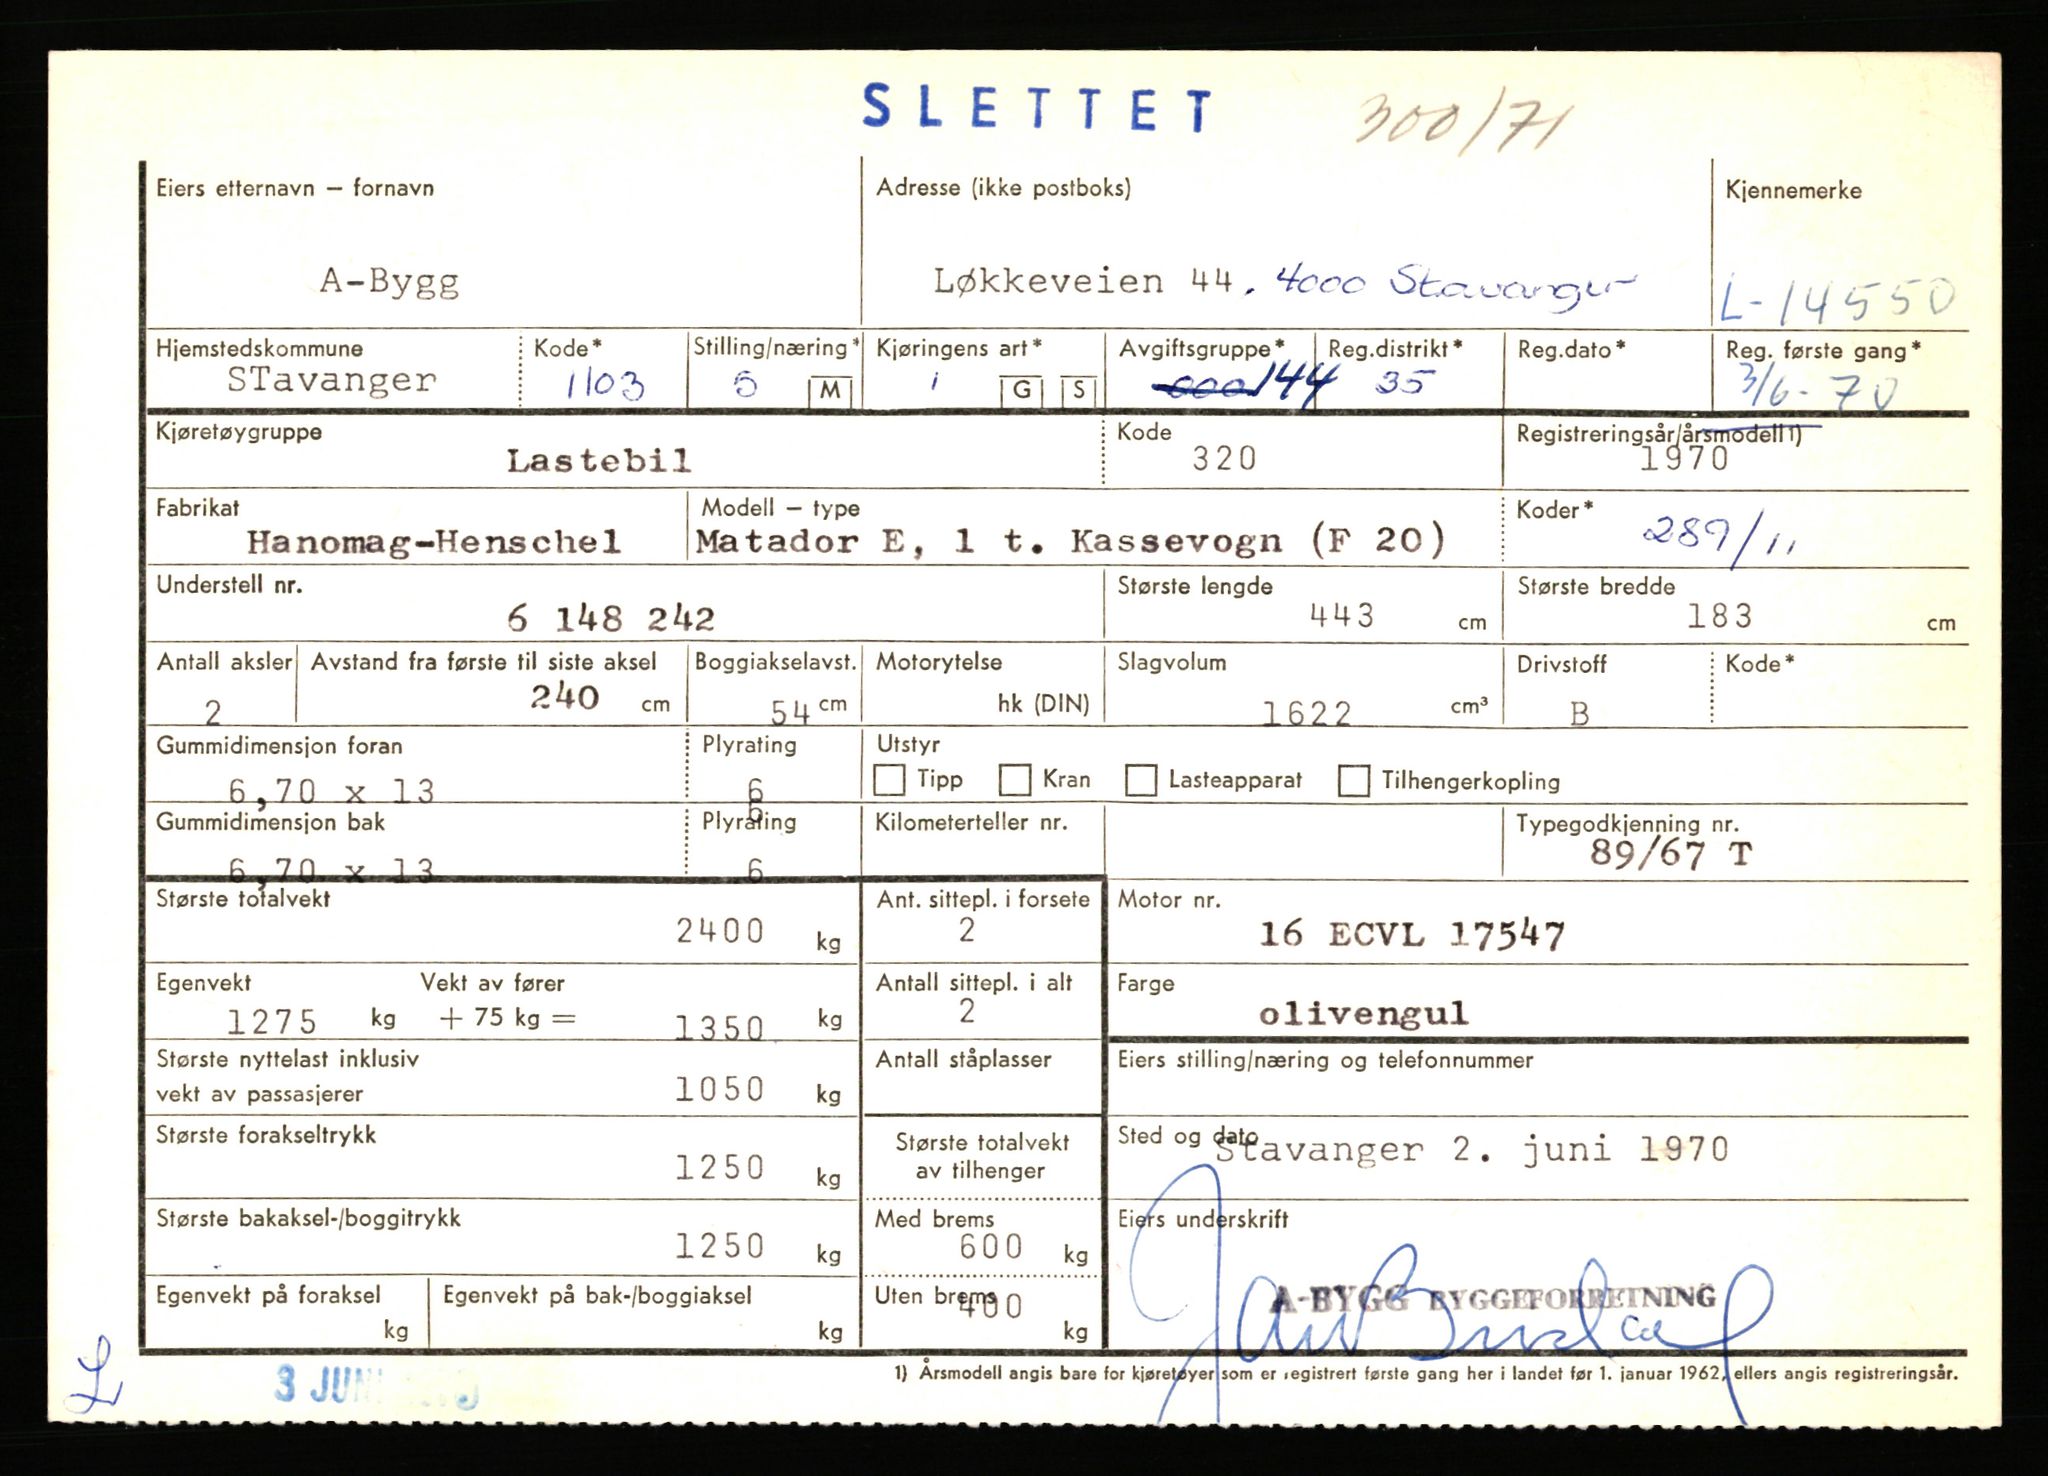 SLETTET 300/71
Eiers etternavn – fornavn Adresse (ikke postboks) Kjennemerke
A-Bygg Løkkeveien 44, 4000 Stavanger L-14550
Hjemstedskommune Kode* Stilling/næring* Kjøringens art* Avgiftsgruppe* Reg.distrikt* Reg.dato* Reg. første gang*
STavanger 1103 5 M 1 G S 000 144 35 3/6-70
Kjøretøygruppe Kode Registreringsår/årsmodell 1)
Lastebil 320 1970
Fabrikat Modell – type Koder*
Hanomag-Henschel Matador E, 1 t. Kassevogn (F 20) 289/11
Understell nr. Største lengde Største bredde
6 148 242 443 cm 183 cm
Antall aksler Avstand fra første til siste aksel Boggiakselavst. Motorytelse Slagvolum Drivstoff Kode*
2 240 cm 54 cm hk (DIN) 1622 cm³ B
Gummidimensjon foran Plyrating Utstyr
6,70 x 13 6 Tipp Kran Lasteapparat Tilhengerkopling
Gummidimensjon bak Plyrating Kilometerteller nr. Typegodkjenning nr.
6,70 x 13 6 89/67 T
Største totalvekt Ant. sittepl. i forsete Motor nr.
2400 kg 2 16 ECVL 17547
Egenvekt Vekt av fører Antall sittepl. i alt Farge
1275 kg + 75 kg = 1350 kg 2 olivengul
Største nyttelast inklusiv Antall ståplasser Eiers stilling/næring og telefonnummer
vekt av passasjerer 1050 kg
Største forakseltrykk Største totalvekt Sted og dato
av tilhenger Stavanger 2. juni 1970
1250 kg
Største bakaksel-/boggitrykk Med brems Eiers underskrift
1250 kg 600 kg
Egenvekt på foraksel Egenvekt på bak-/boggiaksel Uten brems A-BYGG BYGGEFORRETNING
kg kg 400 kg
1) Årsmodell angis bare for kjøretøyer som er registrert første gang her i landet før 1. januar 1962, ellers angis registreringsår.
3 JUNI